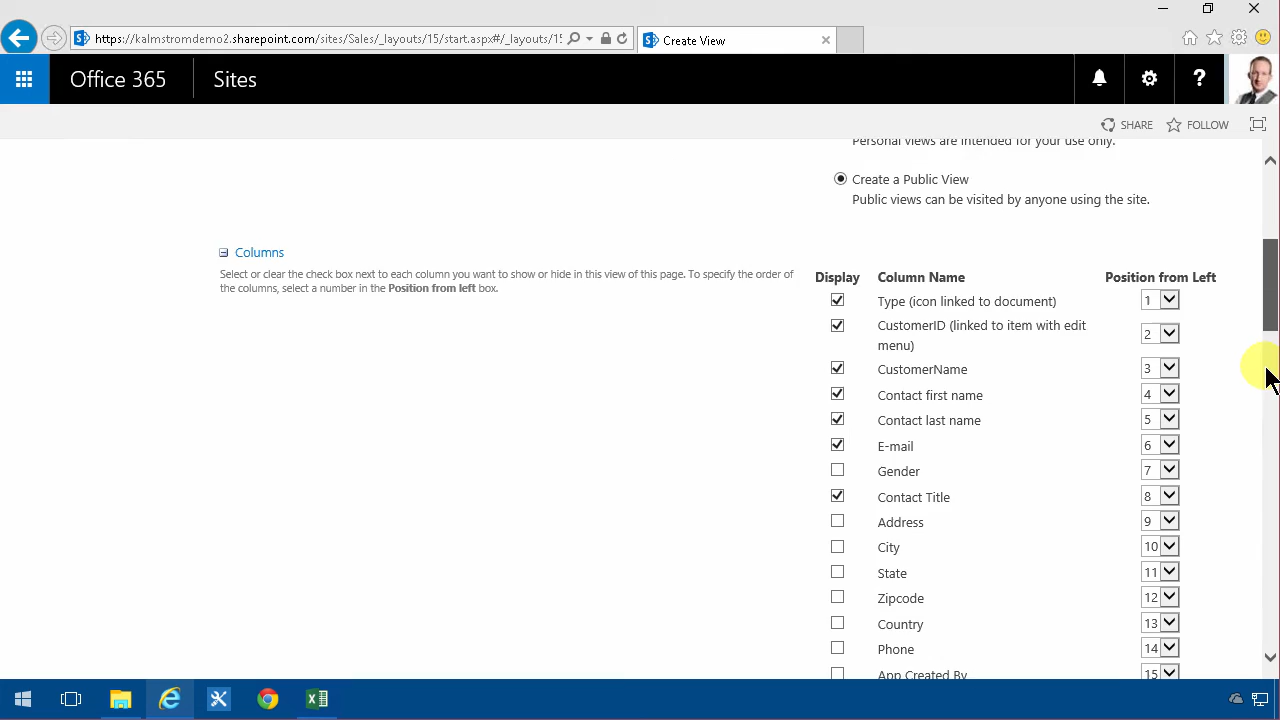 https://kalmstromdemo2.sharepoint.com/sites/Sales/_layouts/15/start.aspx#/_layouts/15
Create View
Office 365
Sites
?
SHARE
FOLLOW
Personal views are intended for your use only.
Create a Public View
Public views can be visited by anyone using the site.
Columns
Select or clear the check box next to each column you want to show or hide in this view of this page. To specify the order of
the columns, select a number in the Position from left box.
Display Column Name Position from Left
Type (icon linked to document) 1
CustomerID (linked to item with edit
menu) 2
CustomerName 3
Contact first name 4
Contact last name 5
E-mail 6
Gender 7
Contact Title 8
Address 9
City 10
State 11
Zipcode 12
Country 13
Phone 14
App Created By 15